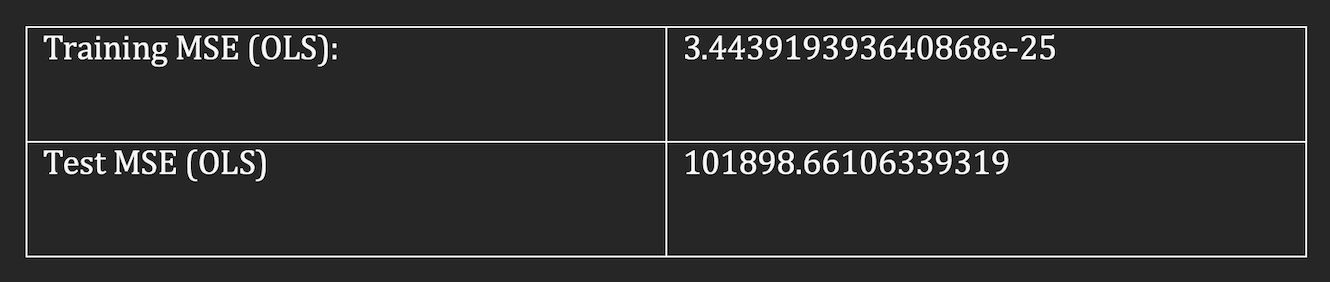 Training MSE (OLS): 3.443919393640868e-25
Test MSE (OLS) 101898.66106339319